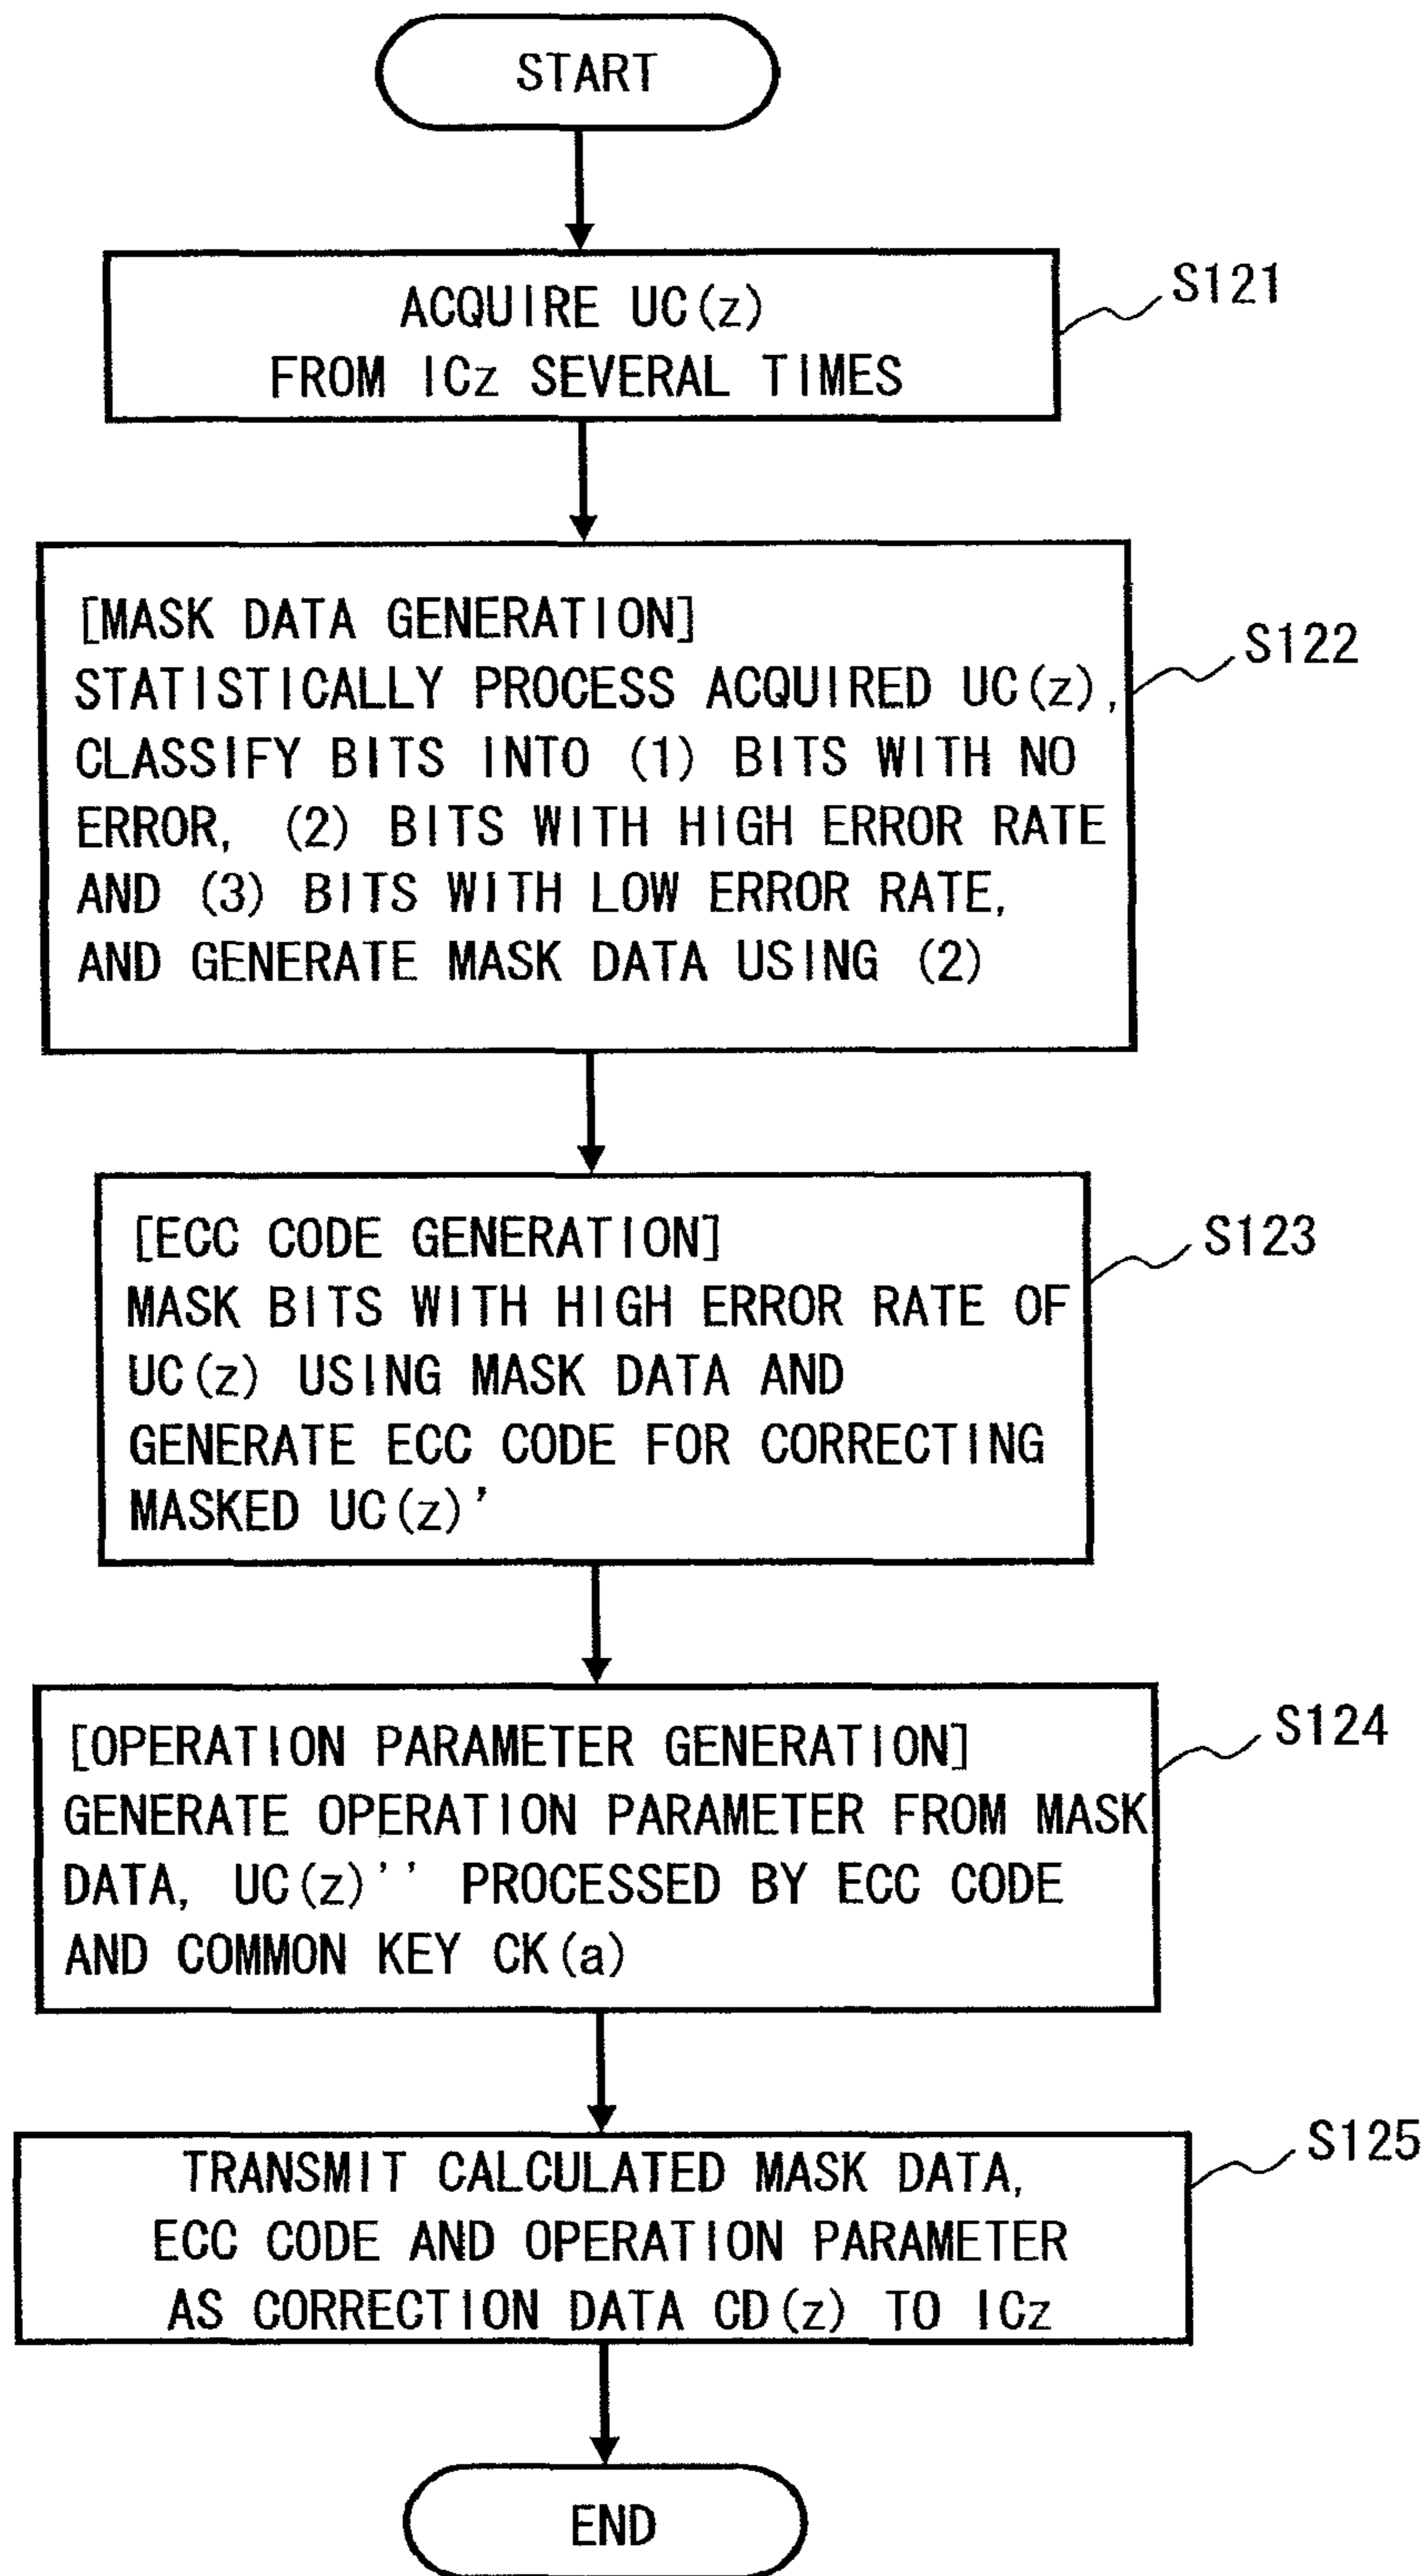 START
ACQUIRE UC(z)
FROM ICz SEVERAL TIMES
S121
[MASK DATA GENERATION]
STATISTICALLY PROCESS ACQUIRED UC(z),
CLASSIFY BITS INTO (1) BITS WITH NO
ERROR, (2) BITS WITH HIGH ERROR RATE
AND (3) BITS WITH LOW ERROR RATE,
AND GENERATE MASK DATA USING (2)
S122
[ECC CODE GENERATION]
MASK BITS WITH HIGH ERROR RATE OF
UC(z) USING MASK DATA AND
GENERATE ECC CODE FOR CORRECTING
MASKED UC(z)'
S123
[OPERATION PARAMETER GENERATION]
GENERATE OPERATION PARAMETER FROM MASK
DATA, UC(z)'' PROCESSED BY ECC CODE
AND COMMON KEY CK(a)
S124
TRANSMIT CALCULATED MASK DATA,
ECC CODE AND OPERATION PARAMETER
AS CORRECTION DATA CD(z) TO ICz
S125
END